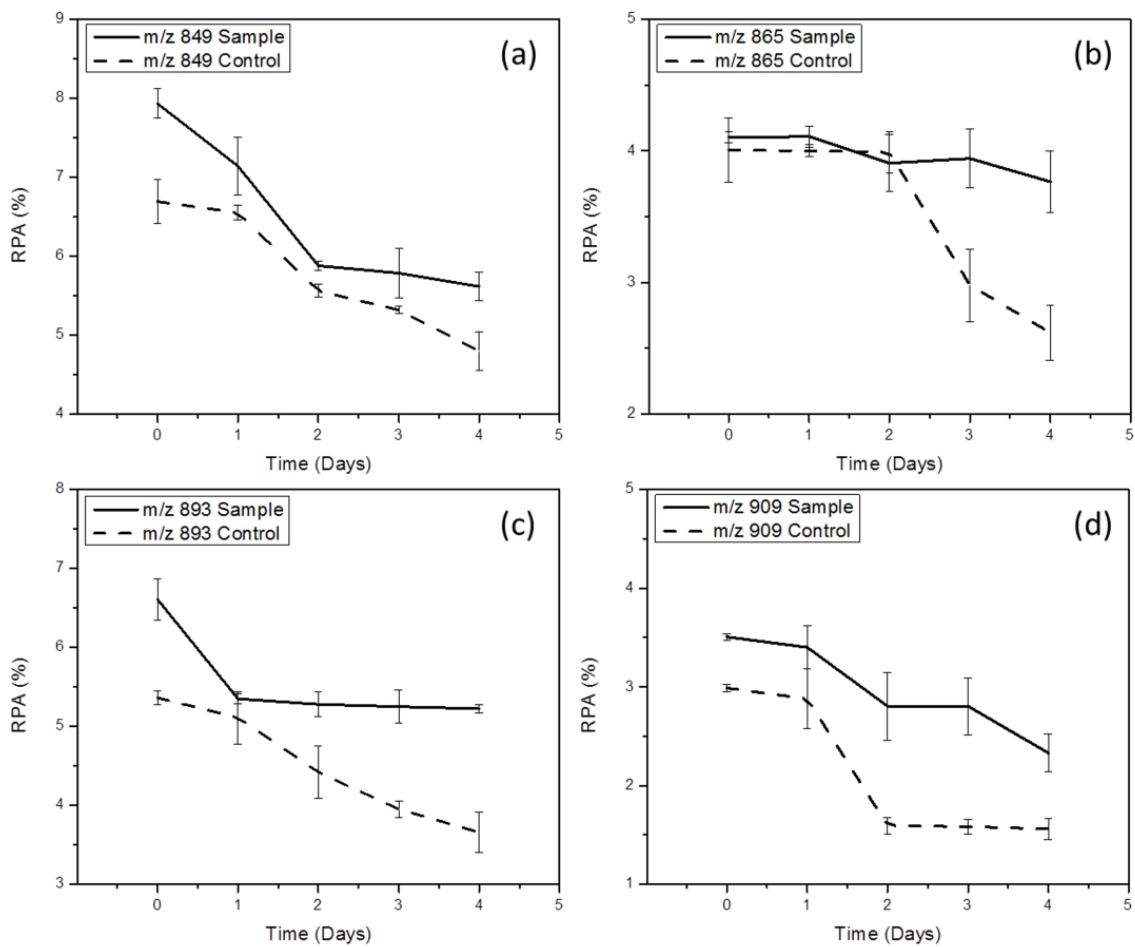 m/z 849 Sample
m/z 849 Control
(a)
9
8
7
6
5
4
RPA (%)
0 1 2 3 4 5
Time (Days)
m/z 865 Sample
m/z 865 Control
(b)
5
4
3
2
RPA (%)
0 1 2 3 4 5
Time (Days)
m/z 893 Sample
m/z 893 Control
(c)
8
7
6
5
4
3
RPA (%)
0 1 2 3 4 5
Time (Days)
m/z 909 Sample
m/z 909 Control
(d)
5
4
3
2
1
RPA (%)
0 1 2 3 4 5
Time (Days)